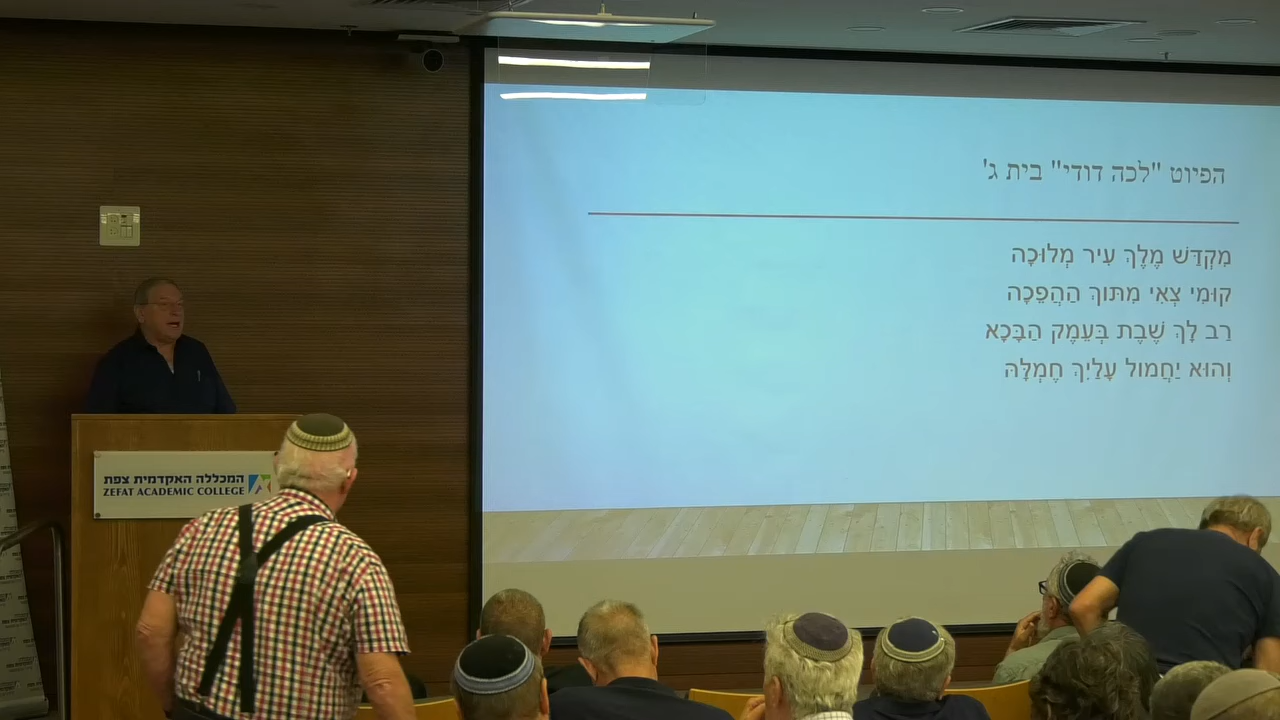 הפיוט "לכה דודי" בית ג'
מִקְדַּשׁ מֶלֶךְ עִיר מְלוּכָה
קוּמִי צְאִי מִתּוֹךְ הַהֲפֵכָה
רַב לָךְ שֶׁבֶת בְּעֵמֶק הַבָּכָא
וְהוּא יַחֲמוֹל עָלַיִךְ חֶמְלָה
המכללה האקדמית צפת
ZEFAT ACADEMIC COLLEGE